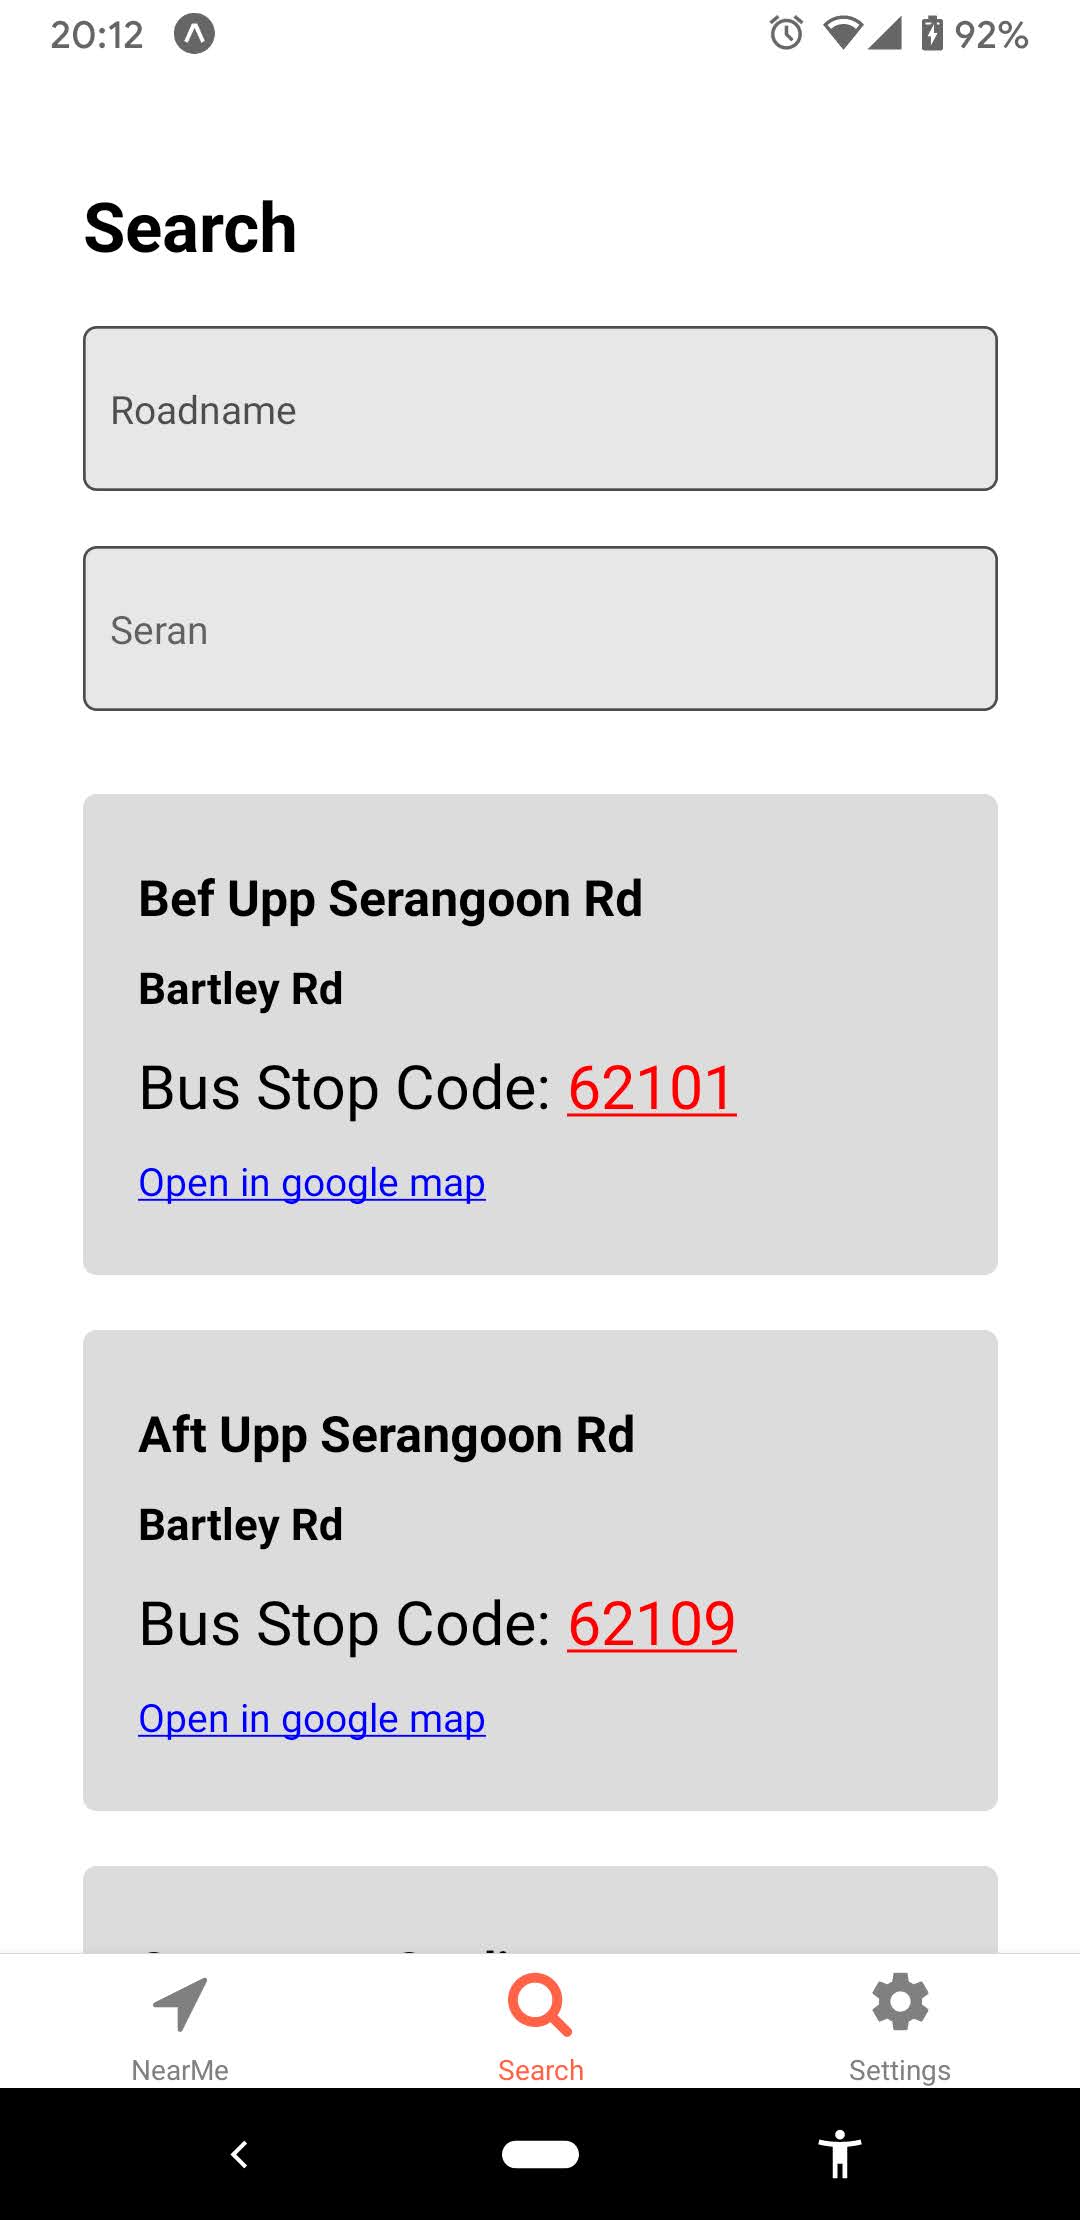 20:12 92%
Search
Roadname
Seran
Bef Upp Serangoon Rd
Bartley Rd
Bus Stop Code: 62101
Open in google map
Aft Upp Serangoon Rd
Bartley Rd
Bus Stop Code: 62109
Open in google map
NearMe Search Settings